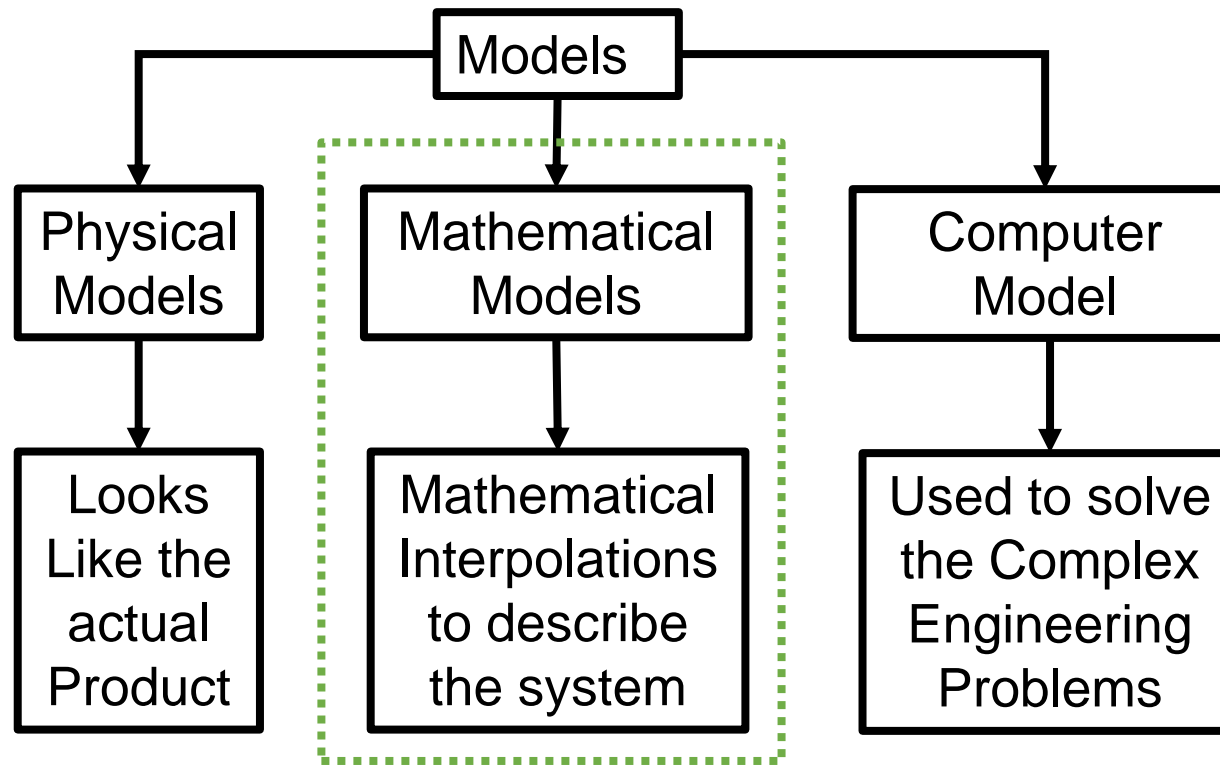 Models
Physical
Models
Mathematical
Models
Computer
Model
Looks
Like the
actual
Product
Mathematical
Interpolations
to describe
the system
Used to solve
the Complex
Engineering
Problems